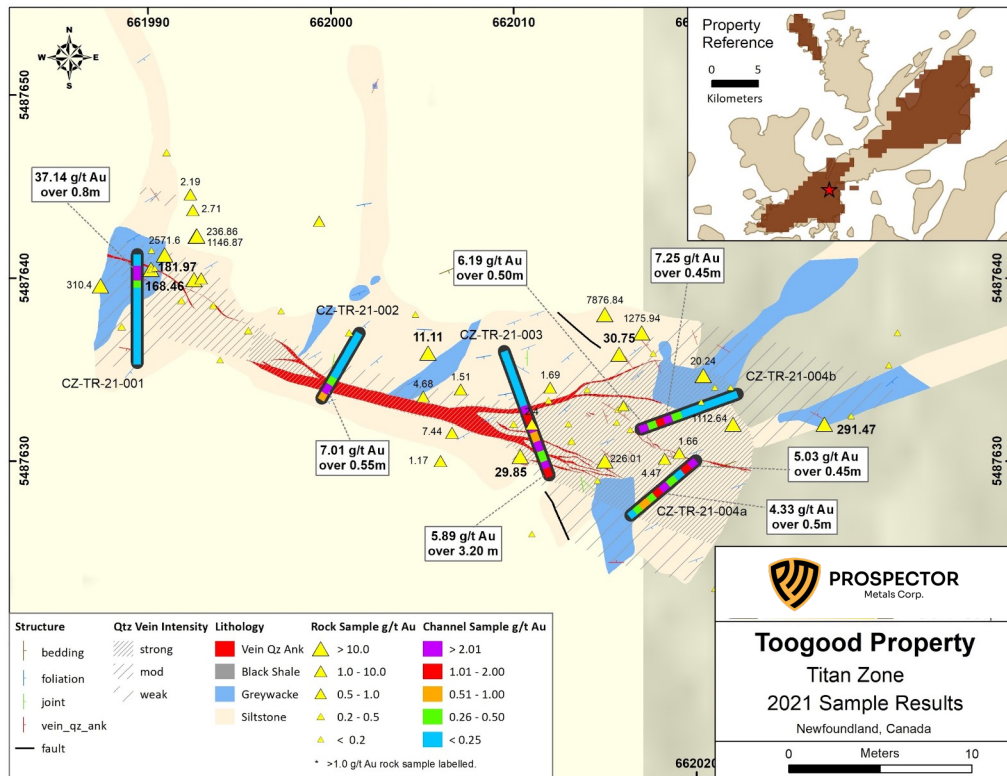 661990
662000
662010
5487650
5487640
5487630
5487640
5487630
662020
N
W
E
S
Property
Reference
0
5
Kilometers
37.14 g/t Au
over 0.8m
2.19
2.71
236.86
1146.87
2571.6
181.97
310.4
168.46
CZ-TR-21-001
CZ-TR-21-002
11.11
4.68
1.51
7.44
1.17
7.01 g/t Au
over 0.55m
6.19 g/t Au
over 0.50m
CZ-TR-21-003
7876.84
1275.94
30.75
1.69
29.85
226.01
5.89 g/t Au
over 3.20 m
7.25 g/t Au
over 0.45m
20.24
CZ-TR-21-004b
1112.64
291.47
1.66
4.47
CZ-TR-21-004a
5.03 g/t Au
over 0.45m
4.33 g/t Au
over 0.5m
Structure
bedding
foliation
joint
vein_qz_ank
fault
Qtz Vein Intensity
strong
mod
weak
Lithology
Vein Qz Ank
Black Shale
Greywacke
Siltstone
Rock Sample g/t Au
> 10.0
1.0 - 10.0
0.5 - 1.0
0.2 - 0.5
< 0.2
* >1.0 g/t Au rock sample labelled.
Channel Sample g/t Au
> 2.01
1.01 - 2.00
0.51 - 1.00
0.26 - 0.50
< 0.25
PROSPECTOR
Metals Corp.
Toogood Property
Titan Zone
2021 Sample Results
Newfoundland, Canada
0
Meters
10